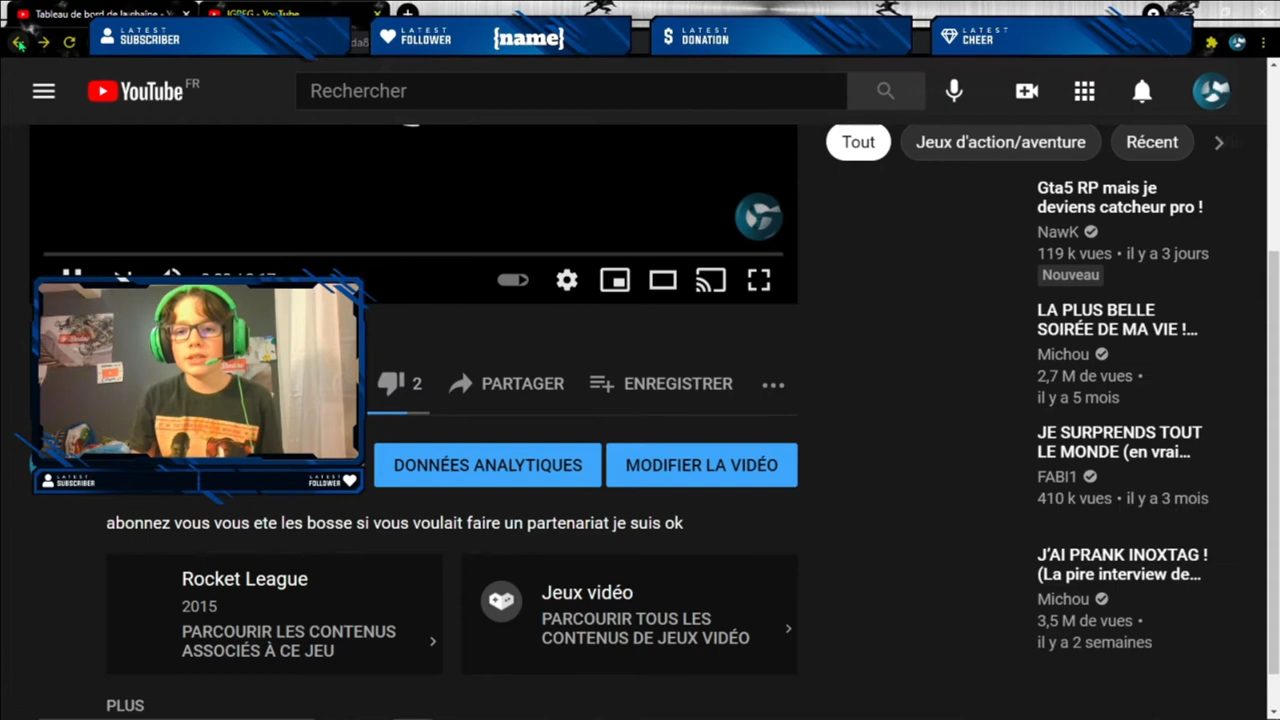 Tableau de bord de la chaîne - Y
YouTube
LATEST
SUBSCRIBER
LATEST
FOLLOWER
{name}
LATEST
DONATION
LATEST
CHEER
YouTube FR
Rechercher
Tout
Jeux d'action/aventure
Récent
Gta5 RP mais je
deviens catcheur pro !
NawK
119 k vues • il y a 3 jours
Nouveau
LA PLUS BELLE
SOIRÉE DE MA VIE !...
Michou
2,7 M de vues •
il y a 5 mois
JE SURPRENDS TOUT
LE MONDE (en vrai...
FABI1
410 k vues • il y a 3 mois
J'AI PRANK INOXTAG !
(La pire interview de...
Michou
3,5 M de vues •
il y a 2 semaines
2
PARTAGER
ENREGISTRER
LATEST
SUBSCRIBER
LATEST
FOLLOWER
DONNÉES ANALYTIQUES
MODIFIER LA VIDÉO
abonnez vous vous ete les bosse si vous voulait faire un partenariat je suis ok
Rocket League
2015
PARCOURIR LES CONTENUS
ASSOCIÉS À CE JEU
Jeux vidéo
PARCOURIR TOUS LES
CONTENUS DE JEUX VIDÉO
PLUS